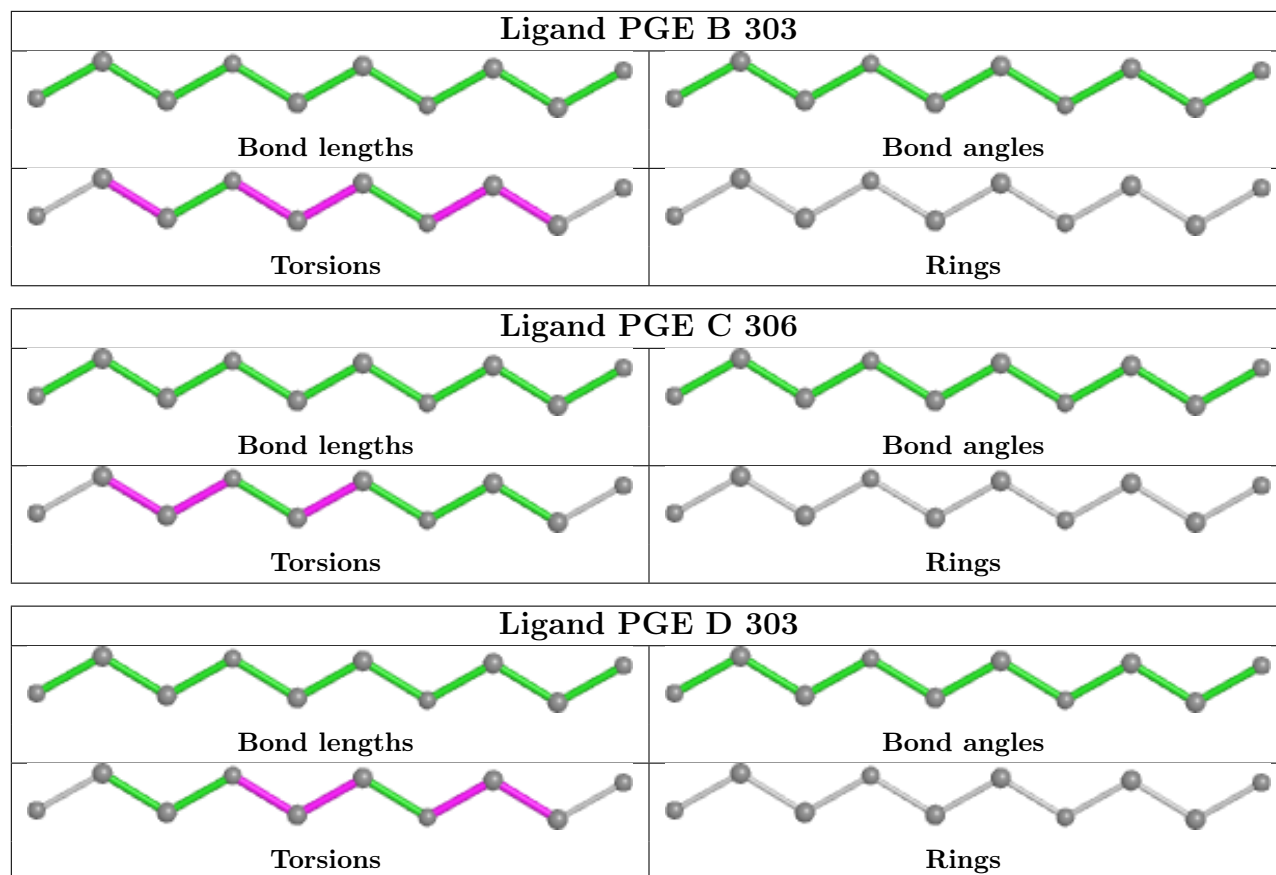 Ligand PGE B 303
Bond lengths
Bond angles
Torsions
Rings
Ligand PGE C 306
Bond lengths
Bond angles
Torsions
Rings
Ligand PGE D 303
Bond lengths
Bond angles
Torsions
Rings